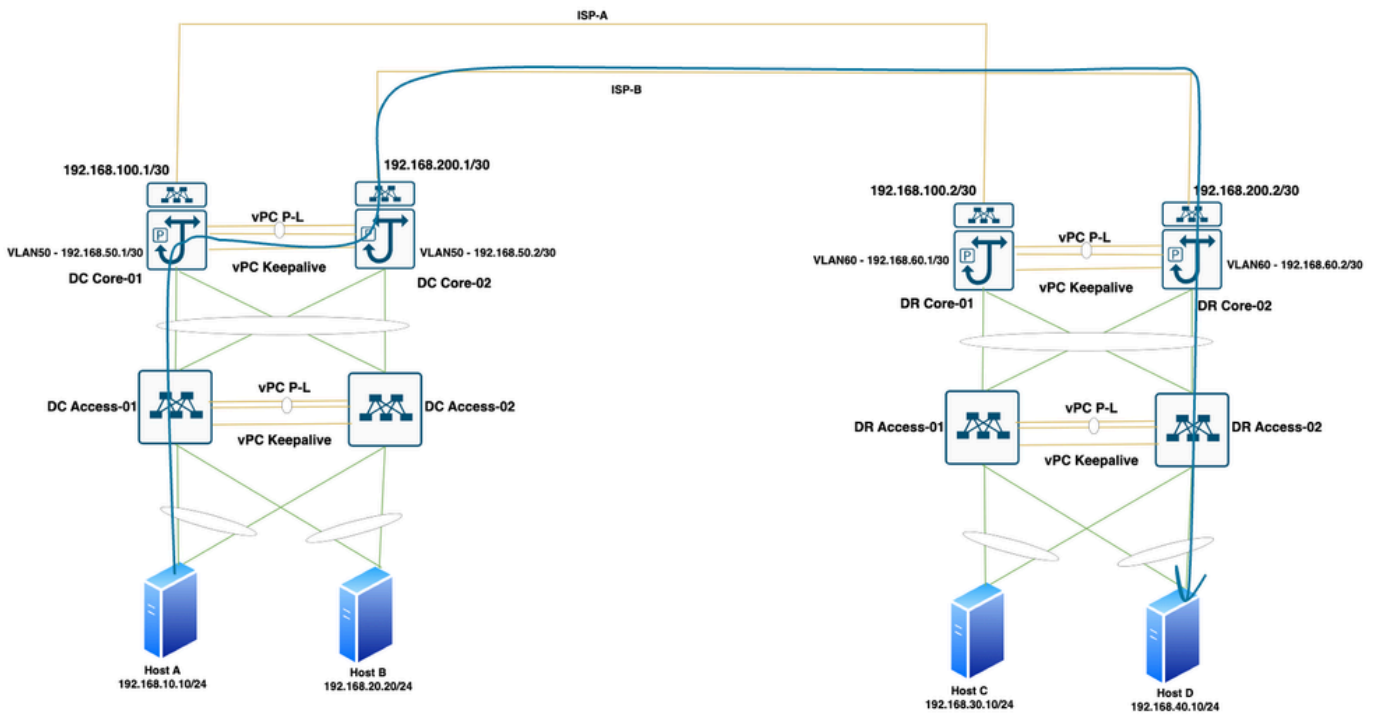 ISP-A
ISP-B
192.168.100.1/30
192.168.200.1/30
192.168.100.2/30
192.168.200.2/30
vPC P-L
P
P
VLAN50 - 192.168.50.1/30
VLAN50 - 192.168.50.2/30
vPC Keepalive
DC Core-01
DC Core-02
vPC P-L
P
P
VLAN60 - 192.168.60.1/30
VLAN60 - 192.168.60.2/30
vPC Keepalive
DR Core-01
DR Core-02
vPC P-L
DC Access-01
DC Access-02
vPC Keepalive
vPC P-L
DR Access-01
DR Access-02
vPC Keepalive
Host A
192.168.10.10/24
Host B
192.168.20.20/24
Host C
192.168.30.10/24
Host D
192.168.40.10/24